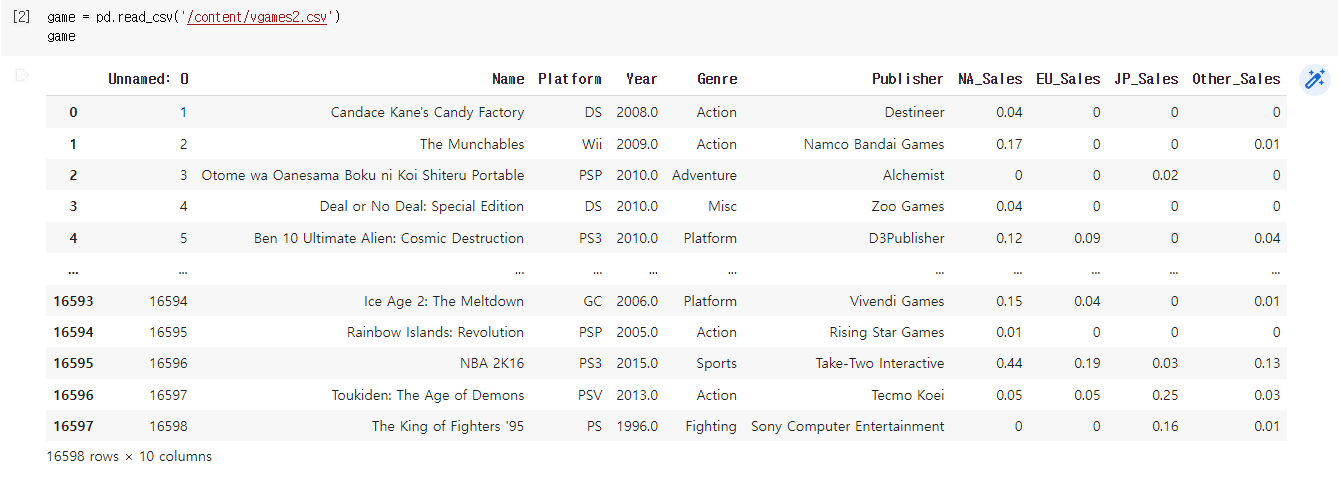 [2] game = pd.read_csv('/content/vgames2.csv')
game
Unnamed: 0 Name Platform Year Genre Publisher NA_Sales EU_Sales JP_Sales Other_Sales
0 1 Candace Kane's Candy Factory DS 2008.0 Action Destineer 0.04 0 0 0
1 2 The Munchables Wii 2009.0 Action Namco Bandai Games 0.17 0 0 0.01
2 3 Otome wa Oanesama Boku ni Koi Shiteru Portable PSP 2010.0 Adventure Alchemist 0 0 0.02 0
3 4 Deal or No Deal: Special Edition DS 2010.0 Misc Zoo Games 0.04 0 0 0
4 5 Ben 10 Ultimate Alien: Cosmic Destruction PS3 2010.0 Platform D3Publisher 0.12 0.09 0 0.04
... ... ... ... ... ... ... ... ... ... ...
16593 16594 Ice Age 2: The Meltdown GC 2006.0 Platform Vivendi Games 0.15 0.04 0 0.01
16594 16595 Rainbow Islands: Revolution PSP 2005.0 Action Rising Star Games 0.01 0 0 0
16595 16596 NBA 2K16 PS3 2015.0 Sports Take-Two Interactive 0.44 0.19 0.03 0.13
16596 16597 Toukiden: The Age of Demons PSV 2013.0 Action Tecmo Koei 0.05 0.05 0.25 0.03
16597 16598 The King of Fighters '95 PS 1996.0 Fighting Sony Computer Entertainment 0 0 0.16 0.01
16598 rows × 10 columns